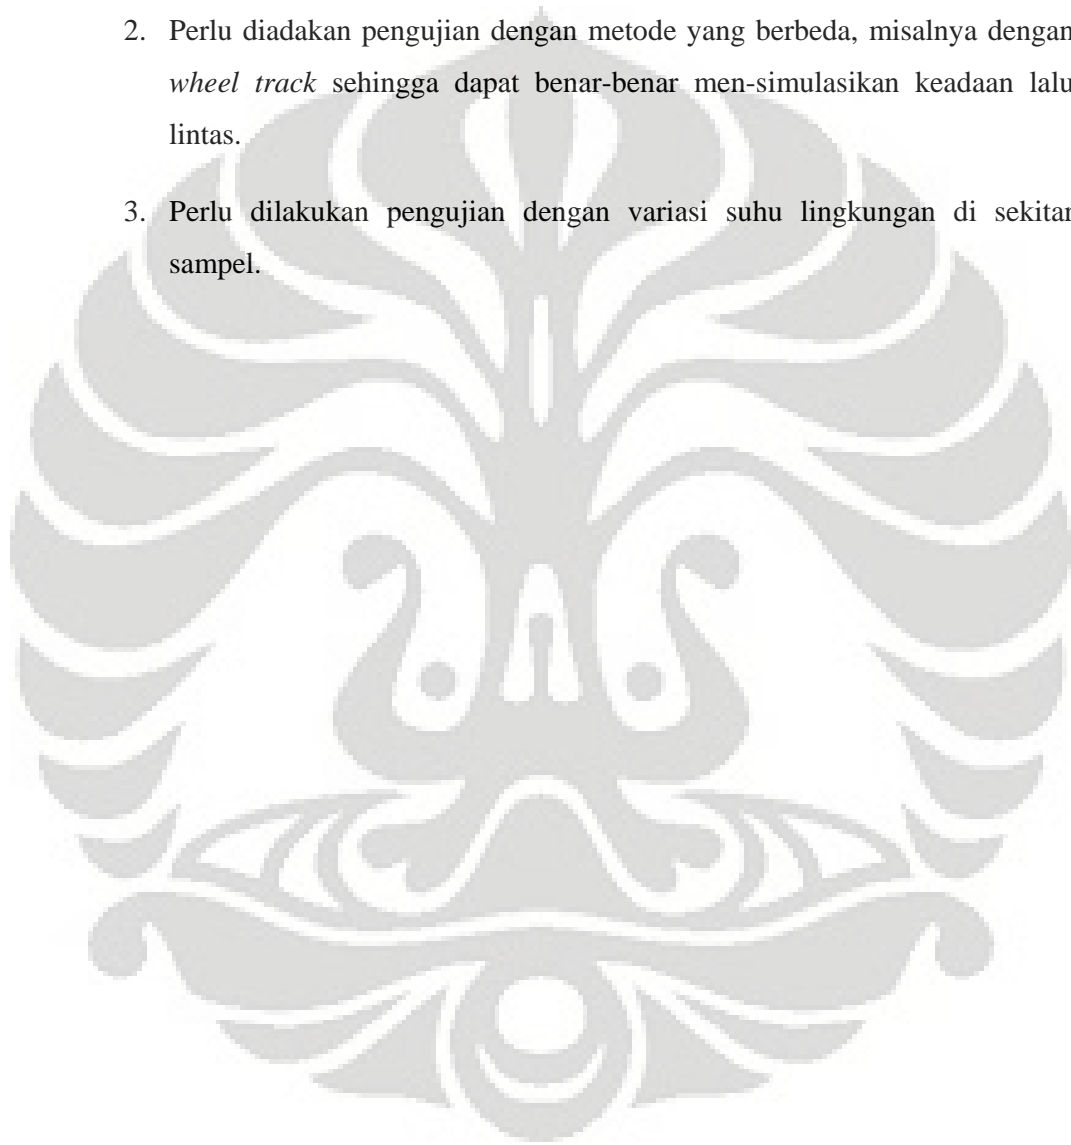 2. Perlu diadakan pengujian dengan metode yang berbeda, misalnya dengan
wheel track sehingga dapat benar-benar men-simulasikan keadaan lalu
lintas.
3. Perlu dilakukan pengujian dengan variasi suhu lingkungan di sekitar
sampel.